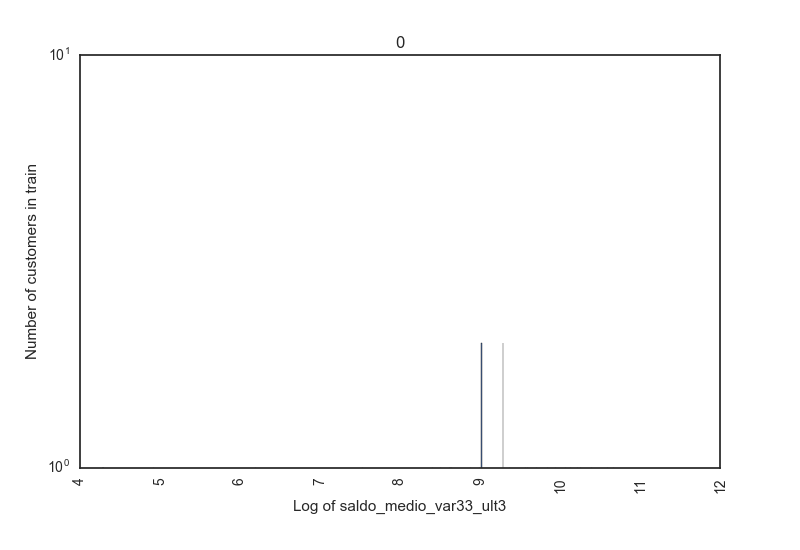 0
10^1
Number of customers in train
10^0
4 5 6 7 8 9 10 11 12
Log of saldo_medio_var33_ult3